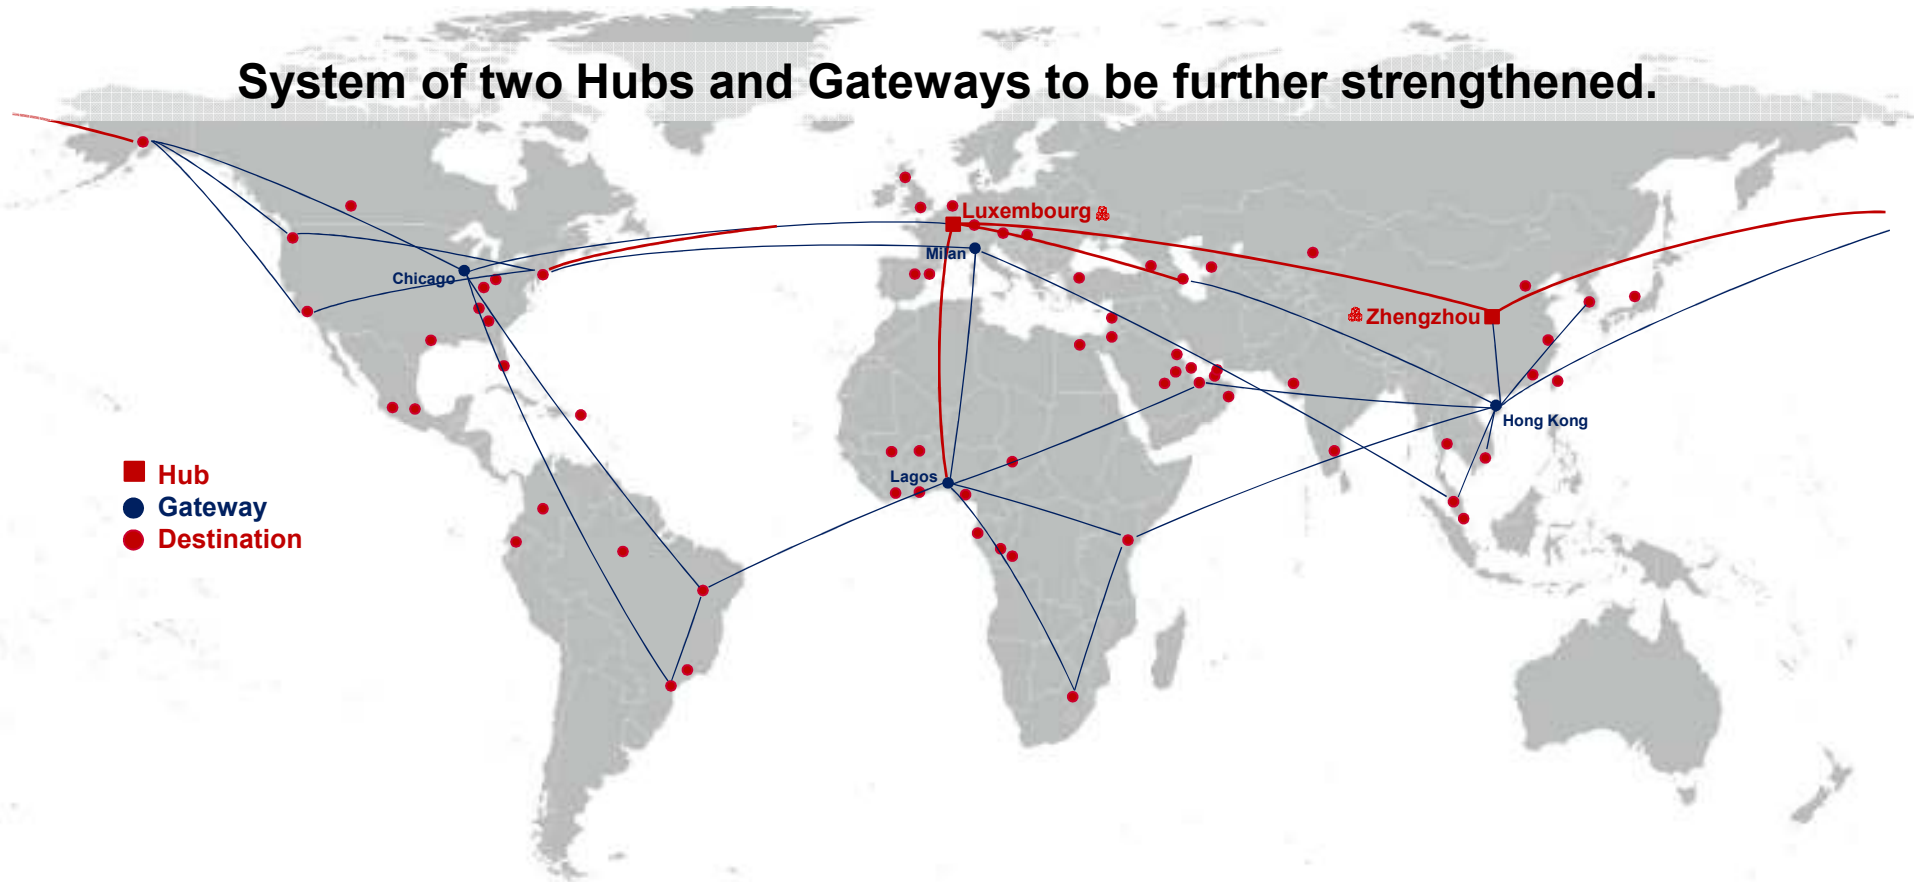 System of two Hubs and Gateways to be further strengthened.
Luxembourg
Milan
Chicago
Zhengzhou
Hong Kong
Lagos
Hub
Gateway
Destination